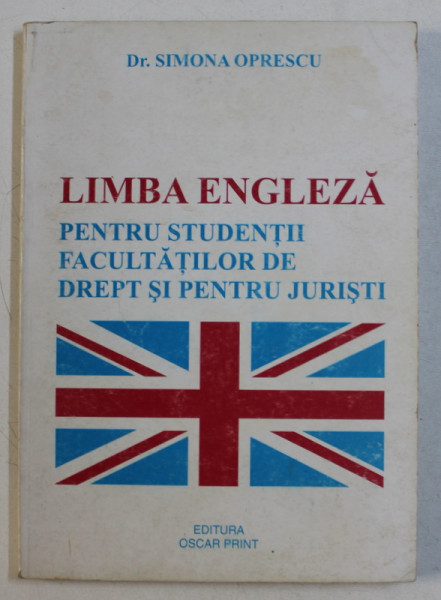 Dr. SIMONA OPRESCU
LIMBA ENGLEZĂ
PENTRU STUDENȚII
FACULTĂȚILOR DE
DREPT ȘI PENTRU JURIȘTI
EDITURA
OSCAR PRINT